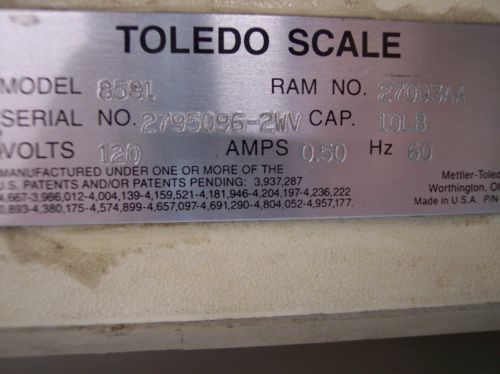 TOLEDO SCALE
MODEL 8581 RAM NO. 27003AA
SERIAL NO. 2795096-2WV CAP. 10LB
VOLTS 120 AMPS 0.50 Hz 60
MANUFACTURED UNDER ONE OR MORE OF THE
U.S. PATENTS AND/OR PATENTS PENDING: 3,937,287
4,667-3,986,012-4,004,139-4,159,521-4,181,946-4,204,197-4,236,222
0,893-4,380,175-4,574,899-4,657,097-4,691,290-4,804,052-4,957,177.
Mettler-Toledo
Worthington, O
Made in U.S.A. P/N